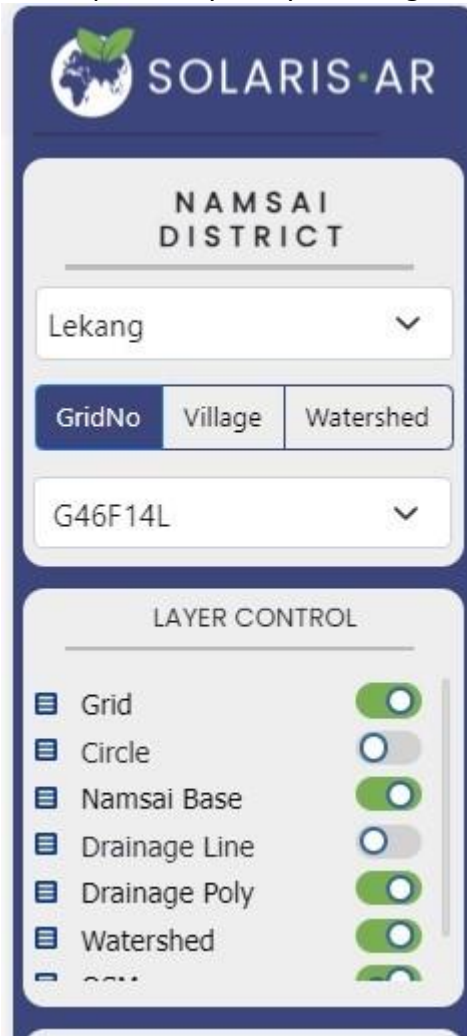 SOLARIS·AR
NAMSAI
DISTRICT
Lekang
GridNo Village Watershed
G46F14L
LAYER CONTROL
Grid
Circle
Namsai Base
Drainage Line
Drainage Poly
Watershed